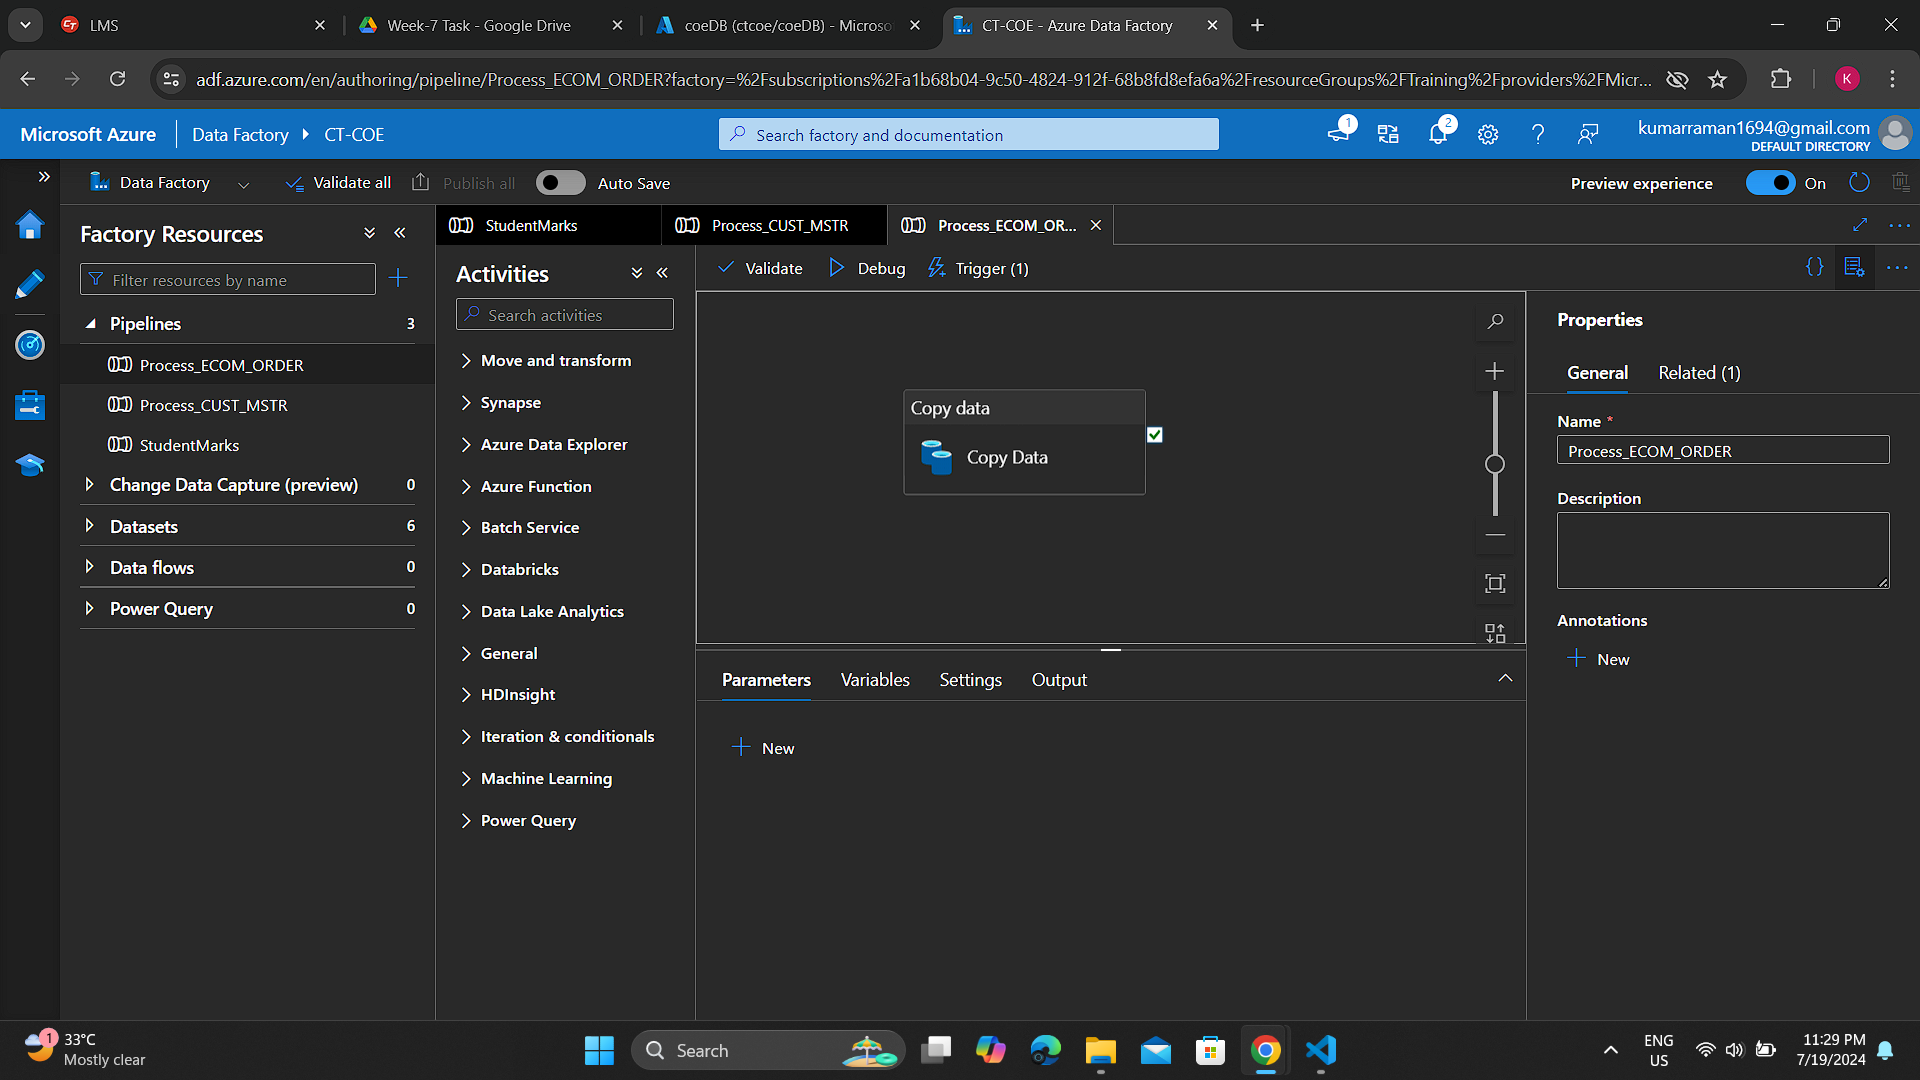 LMS
Week-7 Task - Google Drive
coeDB (ctcoe/coeDB) - Microso
CT-COE - Azure Data Factory
adf.azure.com/en/authoring/pipeline/Process_ECOM_ORDER?factory=%2Fsubscriptions%2Fa1b68b04-9c50-4824-912f-68b8fd8efa6a%2FresourceGroups%2FTraining%2Fproviders%2FMicr...
K
Microsoft Azure
Data Factory
CT-COE
Search factory and documentation
1
2
kumarraman1694@gmail.com
DEFAULT DIRECTORY
Data Factory
Validate all
Publish all
Auto Save
Preview experience
On
Factory Resources
Filter resources by name
Pipelines 3
Process_ECOM_ORDER
Process_CUST_MSTR
StudentMarks
Change Data Capture (preview) 0
Datasets 6
Data flows 0
Power Query 0
StudentMarks
Process_CUST_MSTR
Process_ECOM_OR...
Activities
Search activities
Move and transform
Synapse
Azure Data Explorer
Azure Function
Batch Service
Databricks
Data Lake Analytics
General
HDInsight
Iteration & conditionals
Machine Learning
Power Query
Validate
Debug
Trigger (1)
Copy data
Copy Data
Parameters
Variables
Settings
Output
New
Properties
General
Related (1)
Name *
Process_ECOM_ORDER
Description
Annotations
New
1
33°C
Mostly clear
Search
ENG
US
11:29 PM
7/19/2024